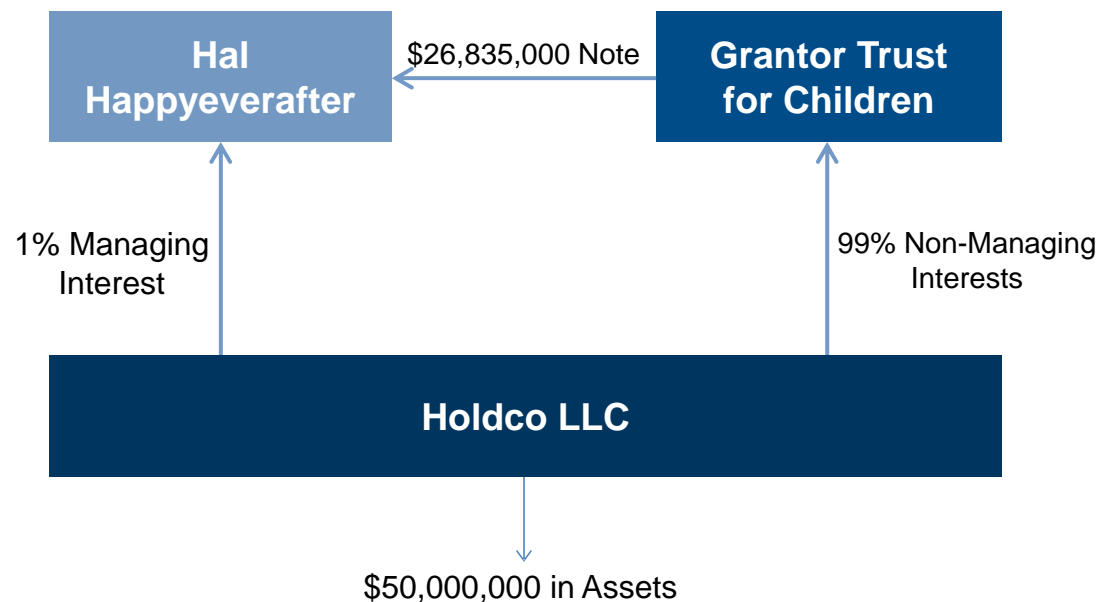 Hal
Happyeverafter
$26,835,000 Note
Grantor Trust
for Children
1% Managing
Interest
99% Non-Managing
Interests
Holdco LLC
$50,000,000 in Assets